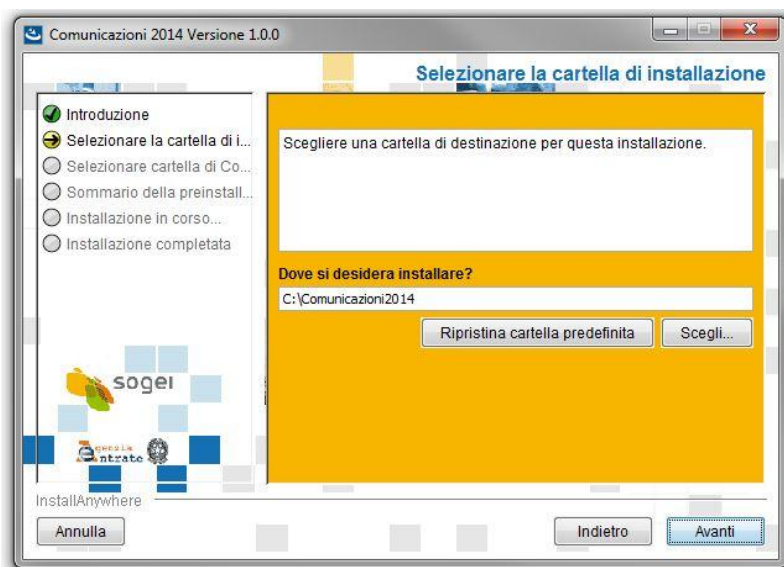 Comunicazioni 2014 Versione 1.0.0
Selezionare la cartella di installazione
Introduzione
Selezionare la cartella di i...
Selezionare cartella di Co...
Sommario della preinstall...
Installazione in corso...
Installazione completata
Scegliere una cartella di destinazione per questa installazione.
Dove si desidera installare?
C:\Comunicazioni2014
Ripristina cartella predefinita
Scegli...
sogei
Agenzia
Entrate
InstallAnywhere
Annulla
Indietro
Avanti